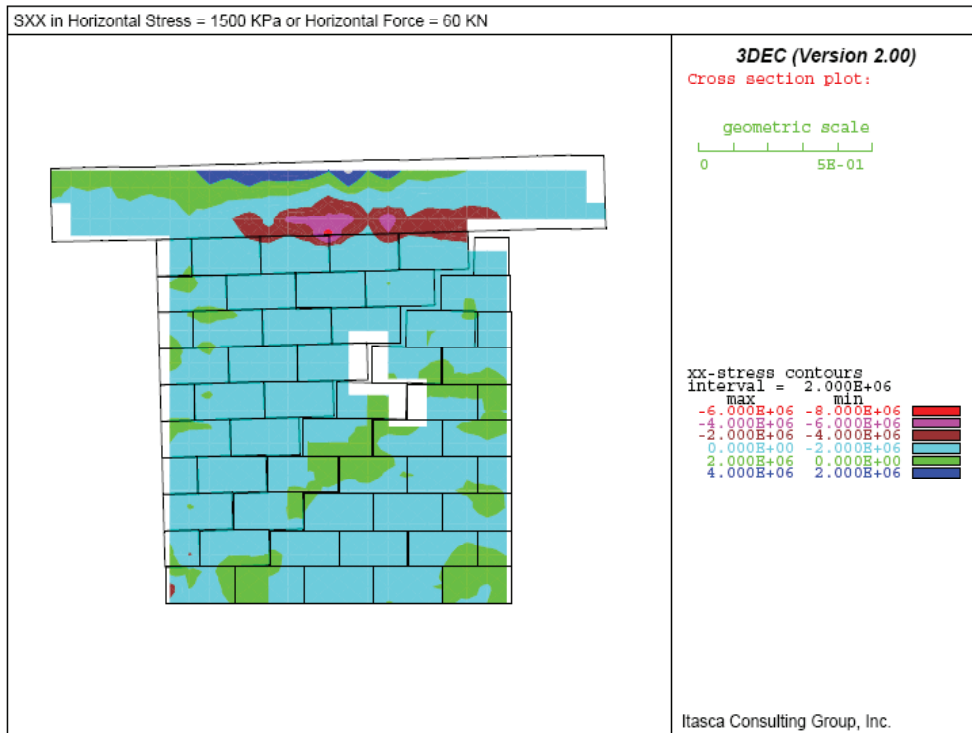 SXX in Horizontal Stress = 1500 KPa or Horizontal Force = 60 KN
3DEC (Version 2.00)
Cross section plot:
geometric scale
0 5E-01
xx-stress contours
interval = 2.000E+06
max min
-6.000E+06 -8.000E+06
-4.000E+06 -6.000E+06
-2.000E+06 -4.000E+06
0.000E+00 -2.000E+06
2.000E+06 0.000E+00
4.000E+06 2.000E+06
Itasca Consulting Group, Inc.